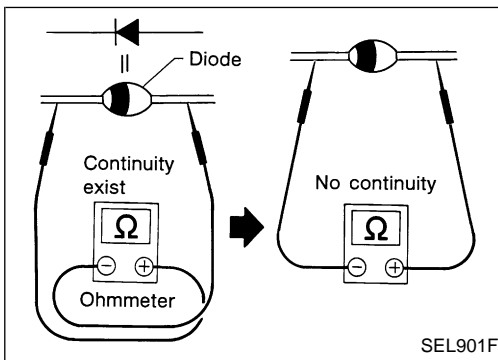 Diode
Continuity
exist
Ω
− +
Ohmmeter
No continuity
Ω
− +
SEL901F